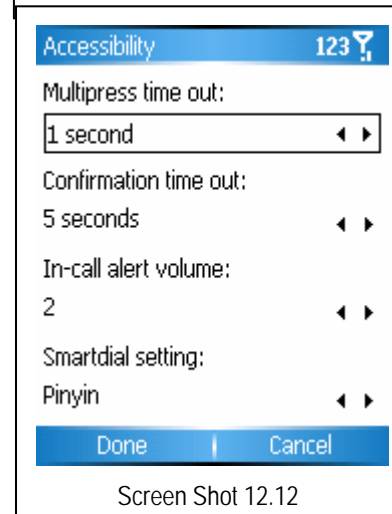 Accessibility 123
Multipress time out:
1 second
Confirmation time out:
5 seconds
In-call alert volume:
2
Smartdial setting:
Pinyin
Done Cancel
Screen Shot 12.12